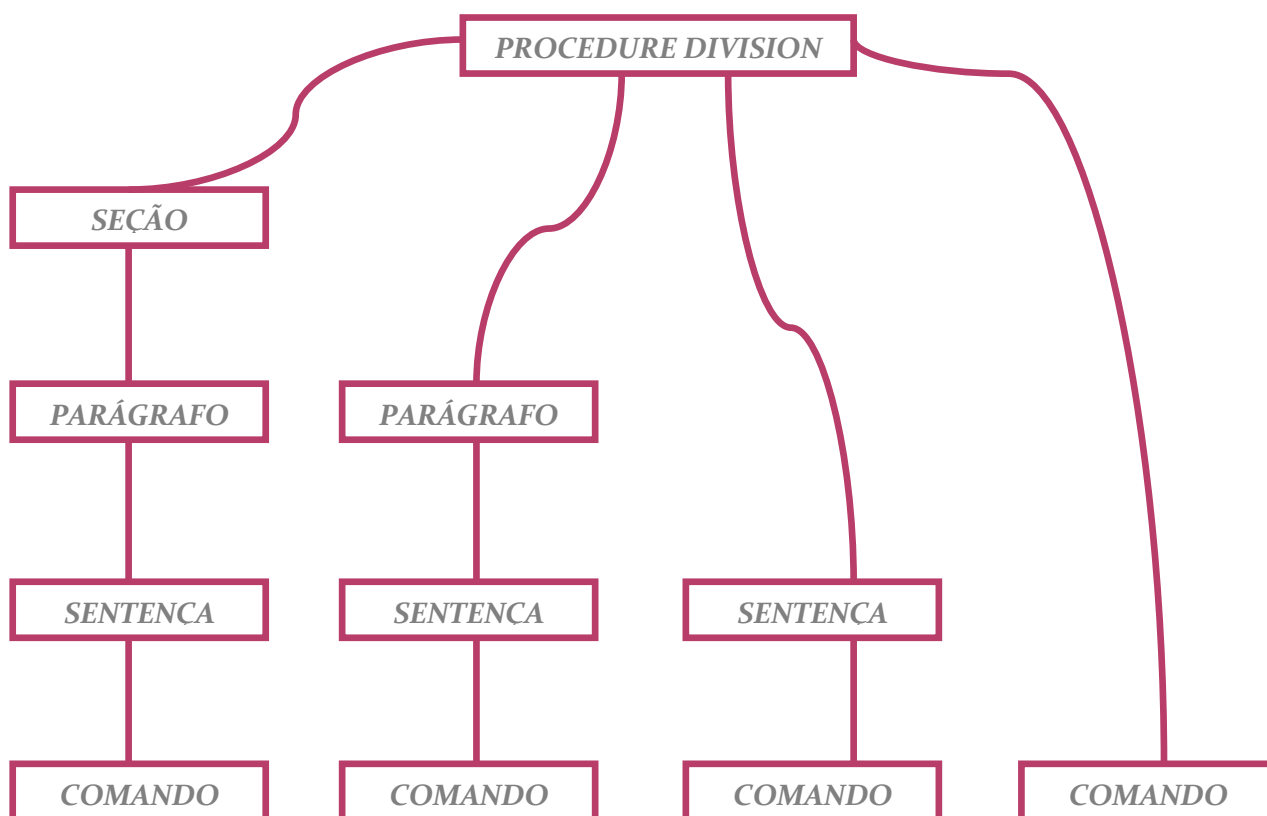 PROCEDURE DIVISION
SEÇÃO
PARÁGRAFO
PARÁGRAFO
SENTENÇA
SENTENÇA
SENTENÇA
COMANDO
COMANDO
COMANDO
COMANDO